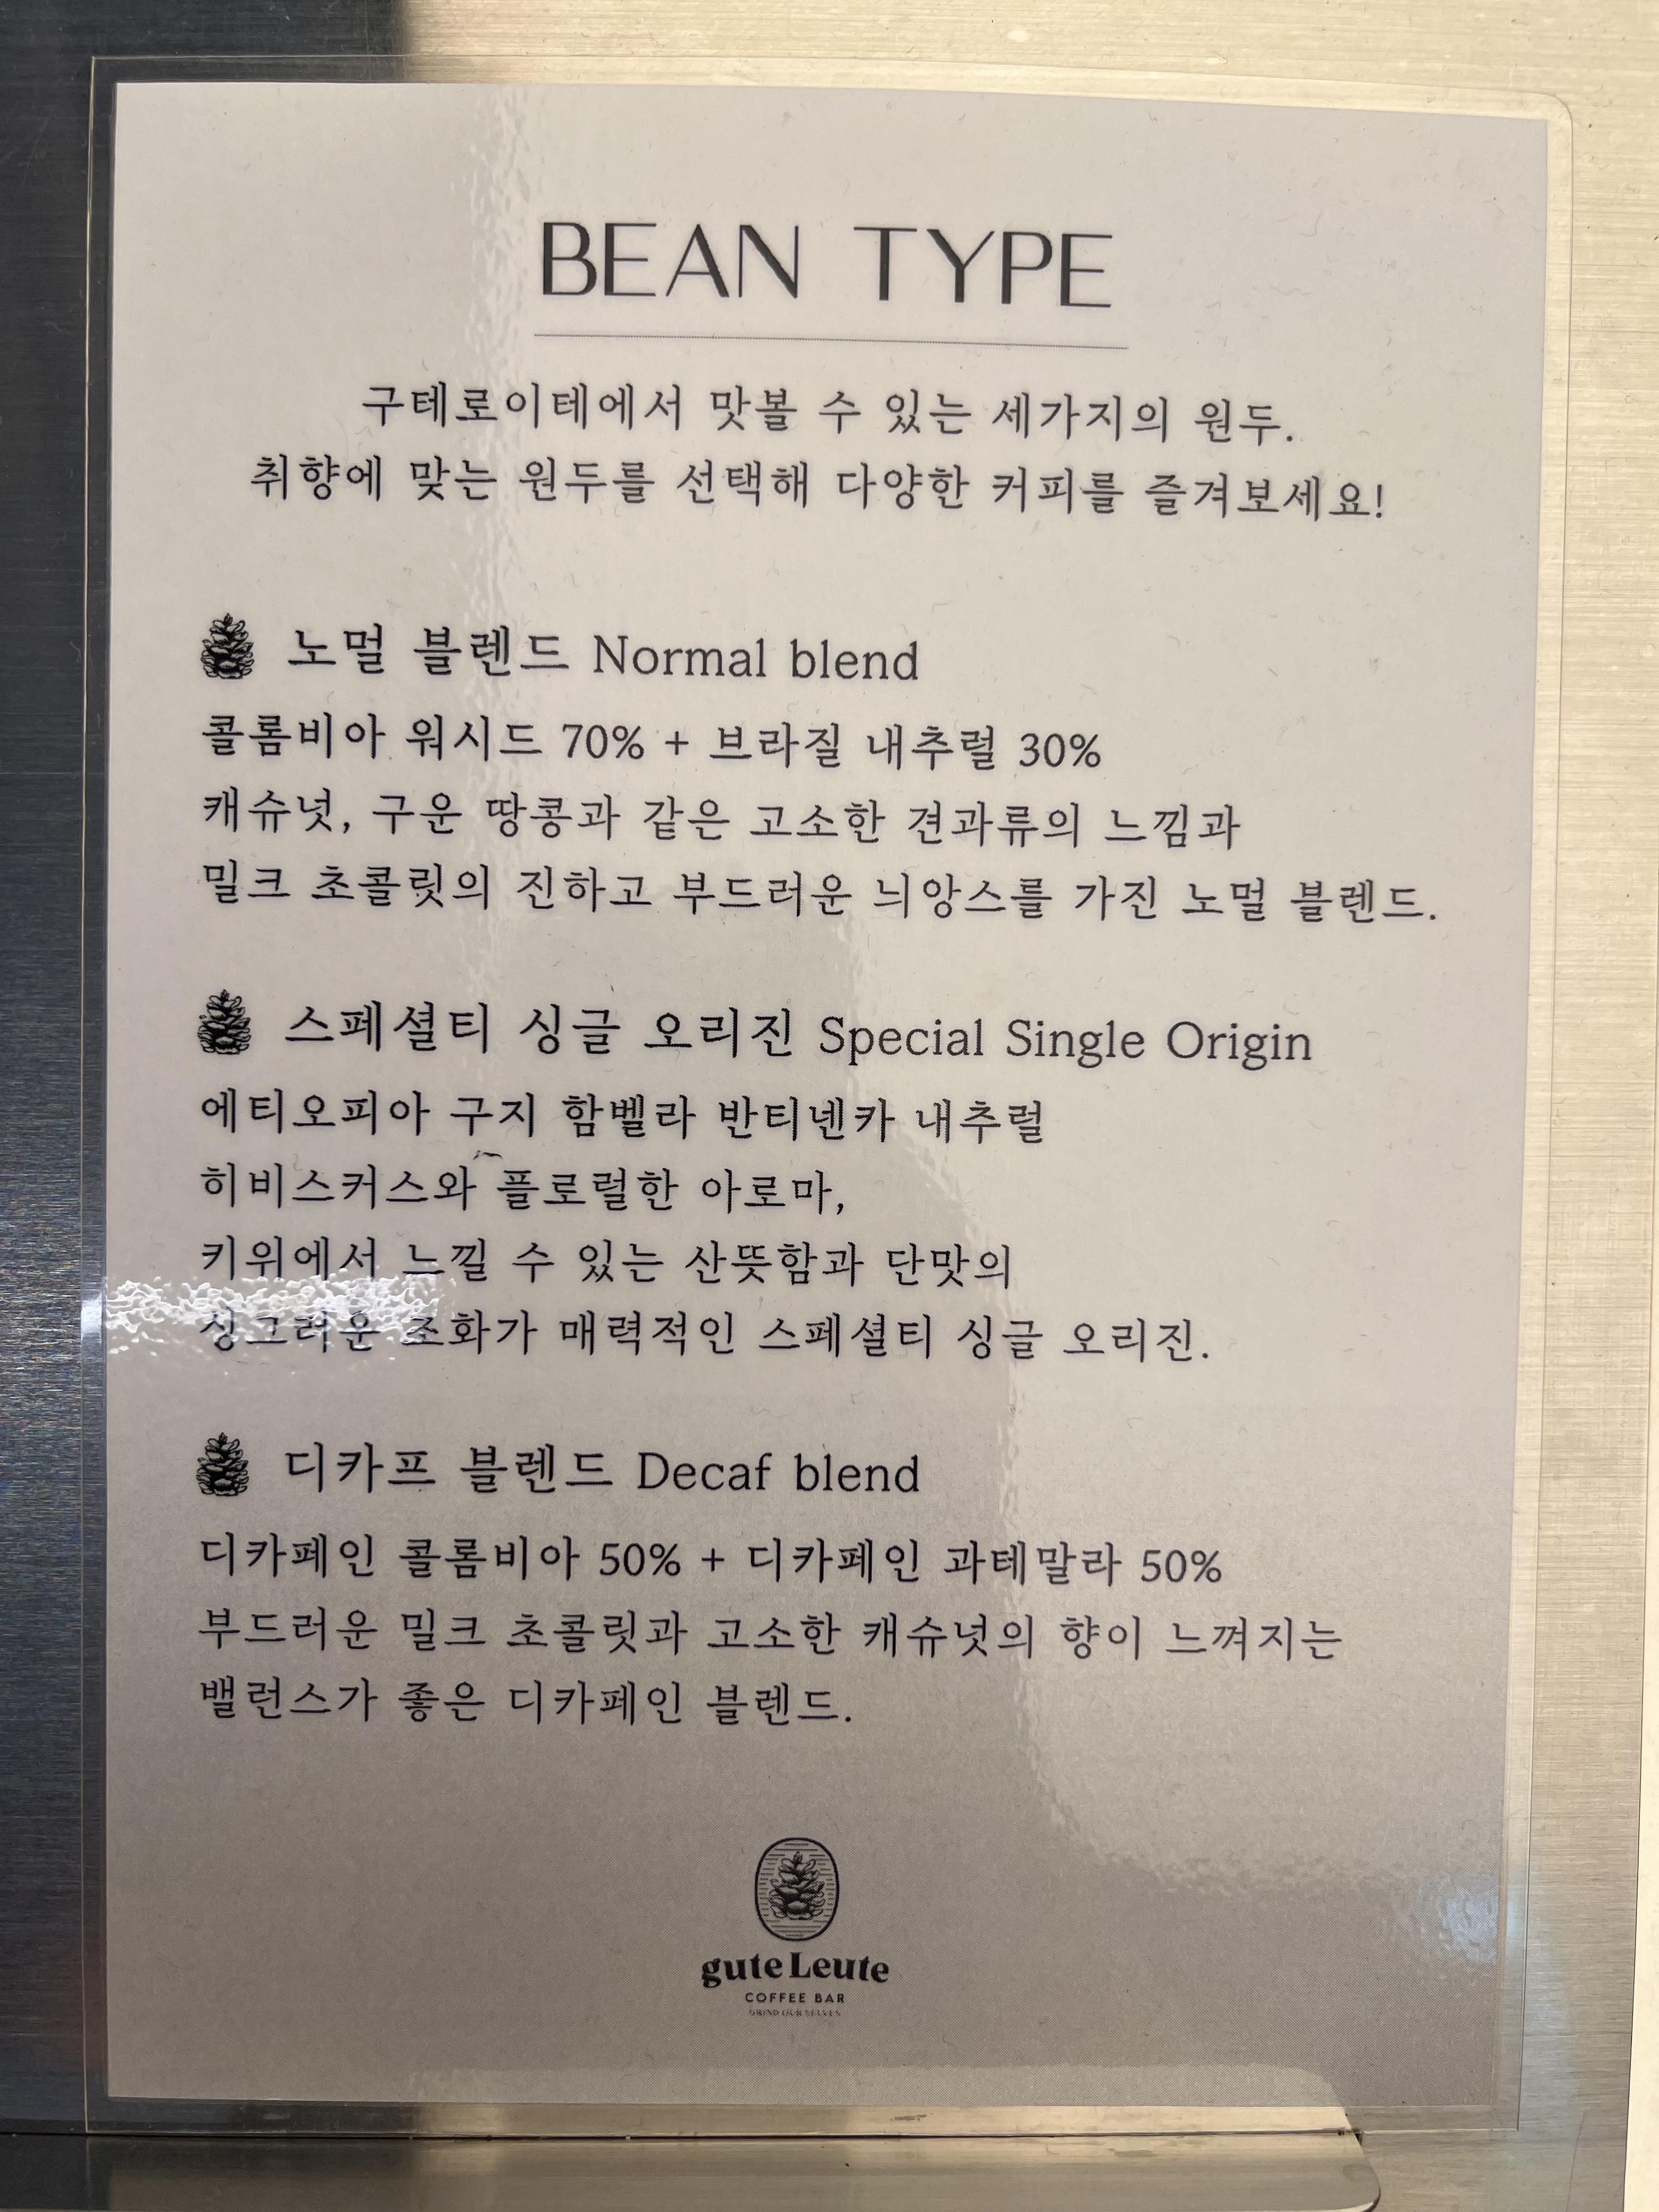 BEAN TYPE
구테로이테에서 맛볼 수 있는 세가지의 원두.
취향에 맞는 원두를 선택해 다양한 커피를 즐겨보세요!
노멀 블렌드 Normal blend
콜롬비아 워시드 70% + 브라질 내추럴 30%
캐슈넛, 구운 땅콩과 같은 고소한 견과류의 느낌과
밀크 초콜릿의 진하고 부드러운 늬앙스를 가진 노멀 블렌드.
스페셜티 싱글 오리진 Special Single Origin
에티오피아 구지 함벨라 반티넨카 내추럴
히비스커스와 플로럴한 아로마,
키위에서 느낄 수 있는 산뜻함과 단맛의
싱그러운 조화가 매력적인 스페셜티 싱글 오리진.
디카프 블렌드 Decaf blend
디카페인 콜롬비아 50% + 디카페인 과테말라 50%
부드러운 밀크 초콜릿과 고소한 캐슈넛의 향이 느껴지는
밸런스가 좋은 디카페인 블렌드.
gute Leute
COFFEE BAR
GRIND OUR SELVES